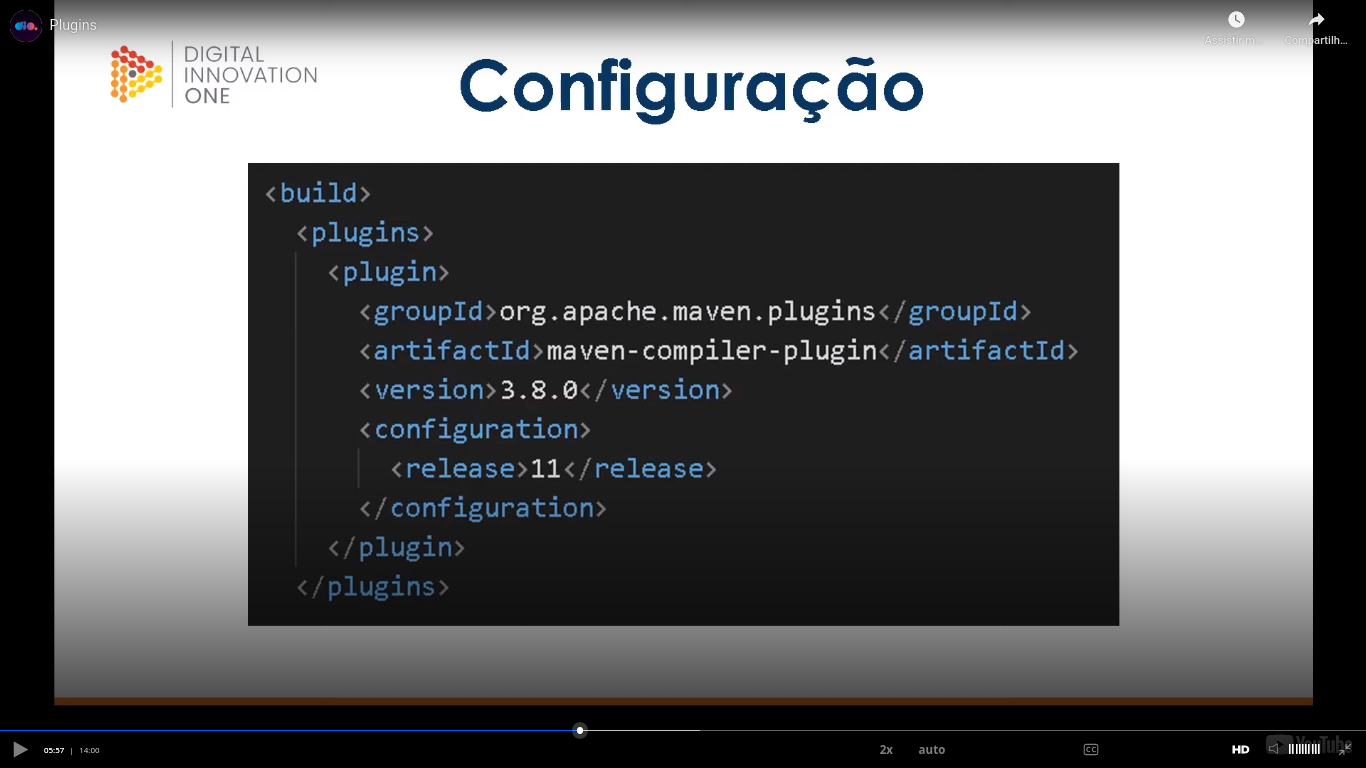 dio.
Plugins
Assistir m...
Compartilh...
DIGITAL
INNOVATION
ONE
Configuração
<build>
<plugins>
<plugin>
<groupId>org.apache.maven.plugins</groupId>
<artifactId>maven-compiler-plugin</artifactId>
<version>3.8.0</version>
<configuration>
<release>11</release>
</configuration>
</plugin>
</plugins>
05:57 | 14:00
2x
auto
CC
HD
YouTube